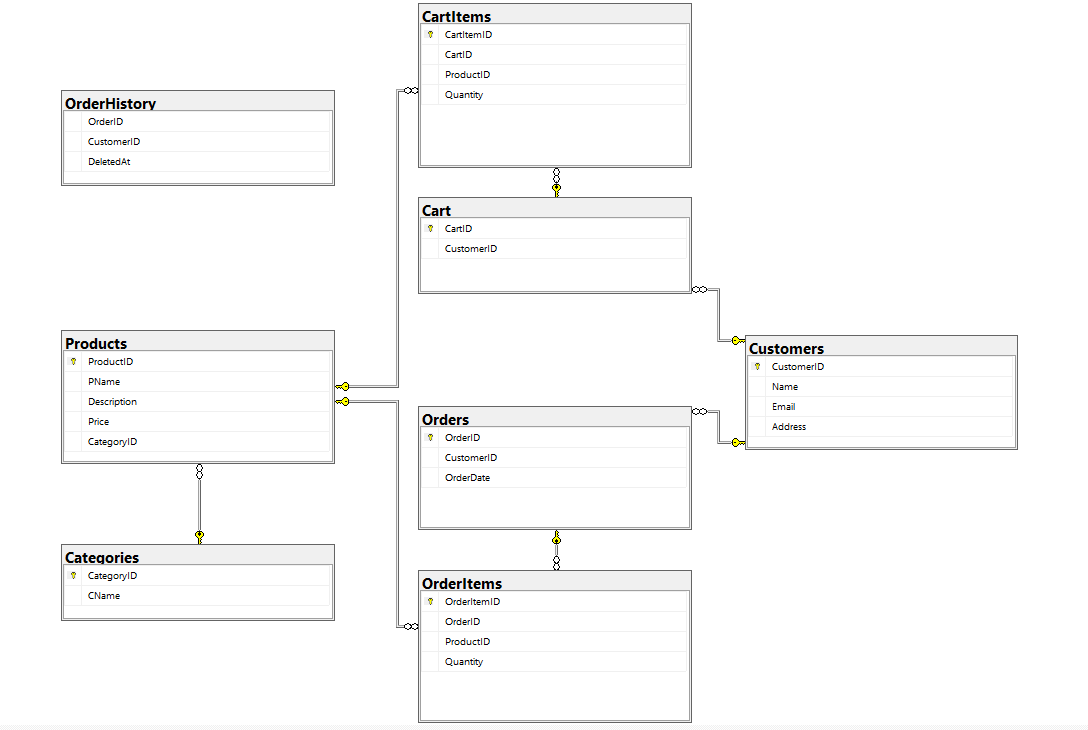 CartItems
CartItemID
CartID
ProductID
Quantity
OrderHistory
OrderID
CustomerID
DeletedAt
Cart
CartID
CustomerID
Products
ProductID
PName
Description
Price
CategoryID
Customers
CustomerID
Name
Email
Address
Orders
OrderID
CustomerID
OrderDate
Categories
CategoryID
CName
OrderItems
OrderItemID
OrderID
ProductID
Quantity